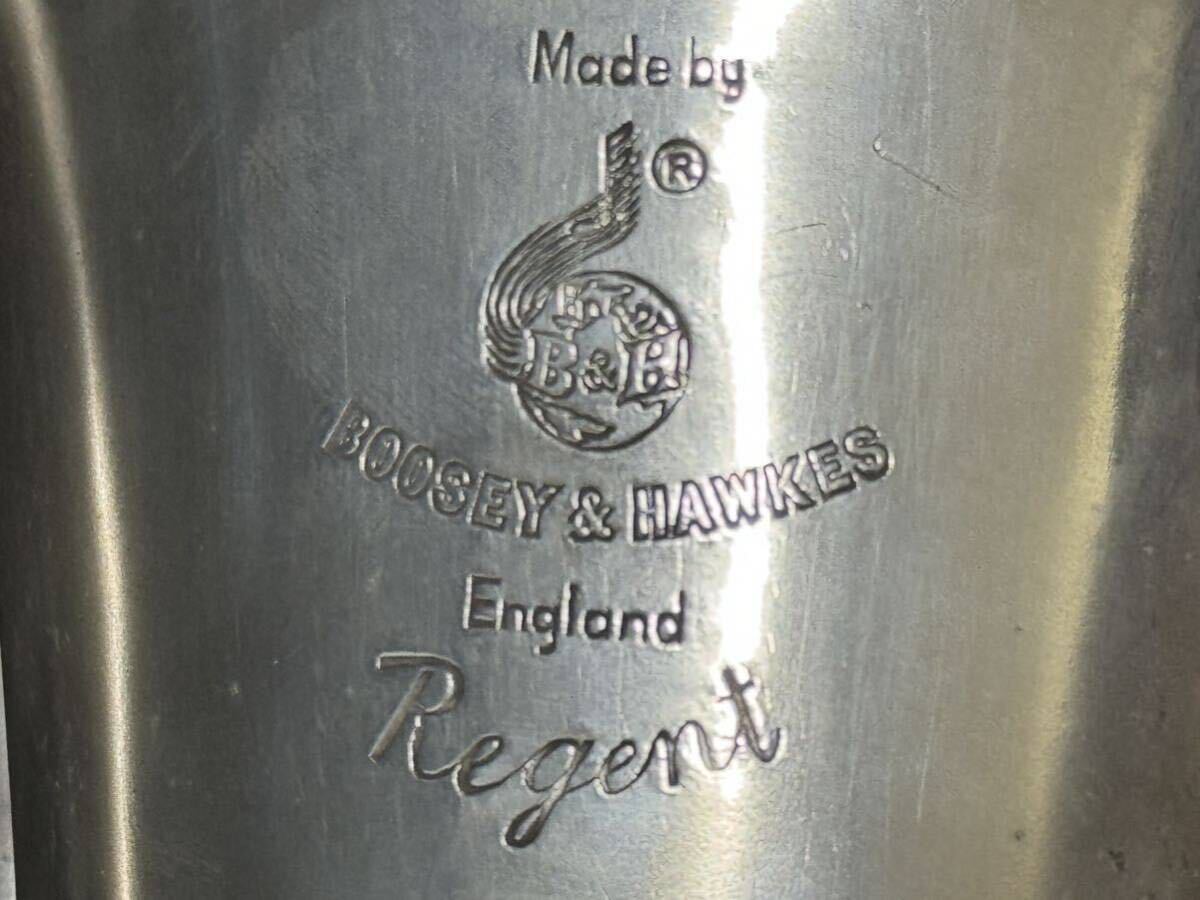 Made by
®
B & H
BOOSEY & HAWKES
England
Regent